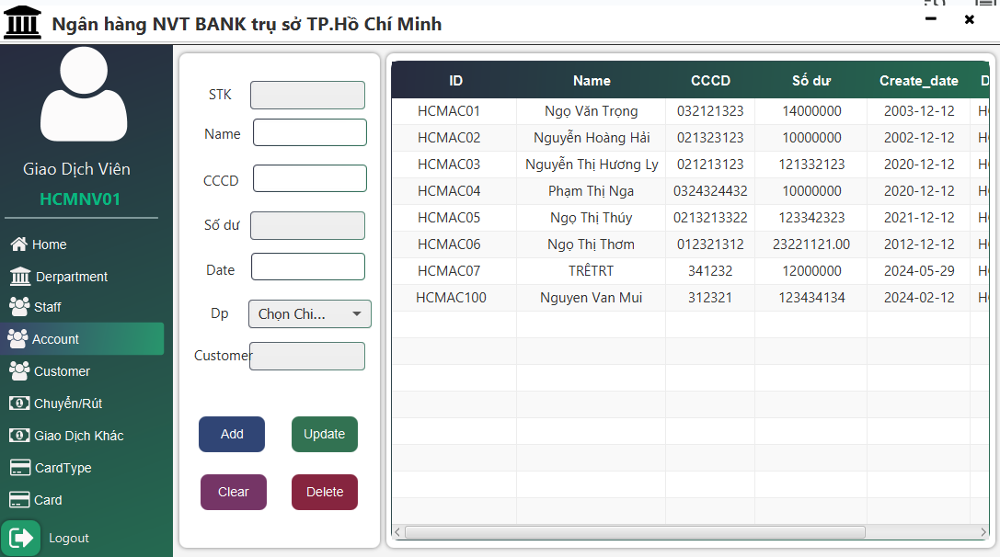 Ngân hàng NVT BANK trụ sở TP.Hồ Chí Minh
Giao Dịch Viên
HCMNV01
Home
Derpartment
Staff
Account
Customer
Chuyển/Rút
Giao Dịch Khác
CardType
Card
Logout
STK
Name
CCCD
Số dư
Date
Dp Chọn Chi...
Customer
Add Update
Clear Delete
ID Name CCCD Số dư Create_date D
HCMAC01 Ngọ Văn Trọng 032121323 14000000 2003-12-12 H
HCMAC02 Nguyễn Hoàng Hải 021323123 10000000 2002-12-12 H
HCMAC03 Nguyễn Thị Hương Ly 021213123 121332123 2020-12-12 H
HCMAC04 Phạm Thị Nga 0324324432 10000000 2020-12-12 H
HCMAC05 Ngọ Thị Thúy 0213213322 123342323 2021-12-12 H
HCMAC06 Ngọ Thị Thơm 012321312 23221121.00 2012-12-12 H
HCMAC07 TRÊTRT 341232 12000000 2024-05-29 H
HCMAC100 Nguyen Van Mui 312321 123434134 2024-02-12 H